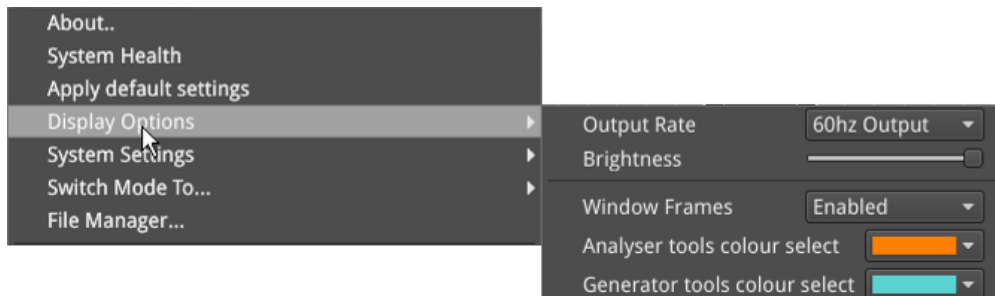 About..
System Health
Apply default settings
Display Options
System Settings
Switch Mode To...
File Manager...
Output Rate 60hz Output
Brightness
Window Frames Enabled
Analyser tools colour select
Generator tools colour select